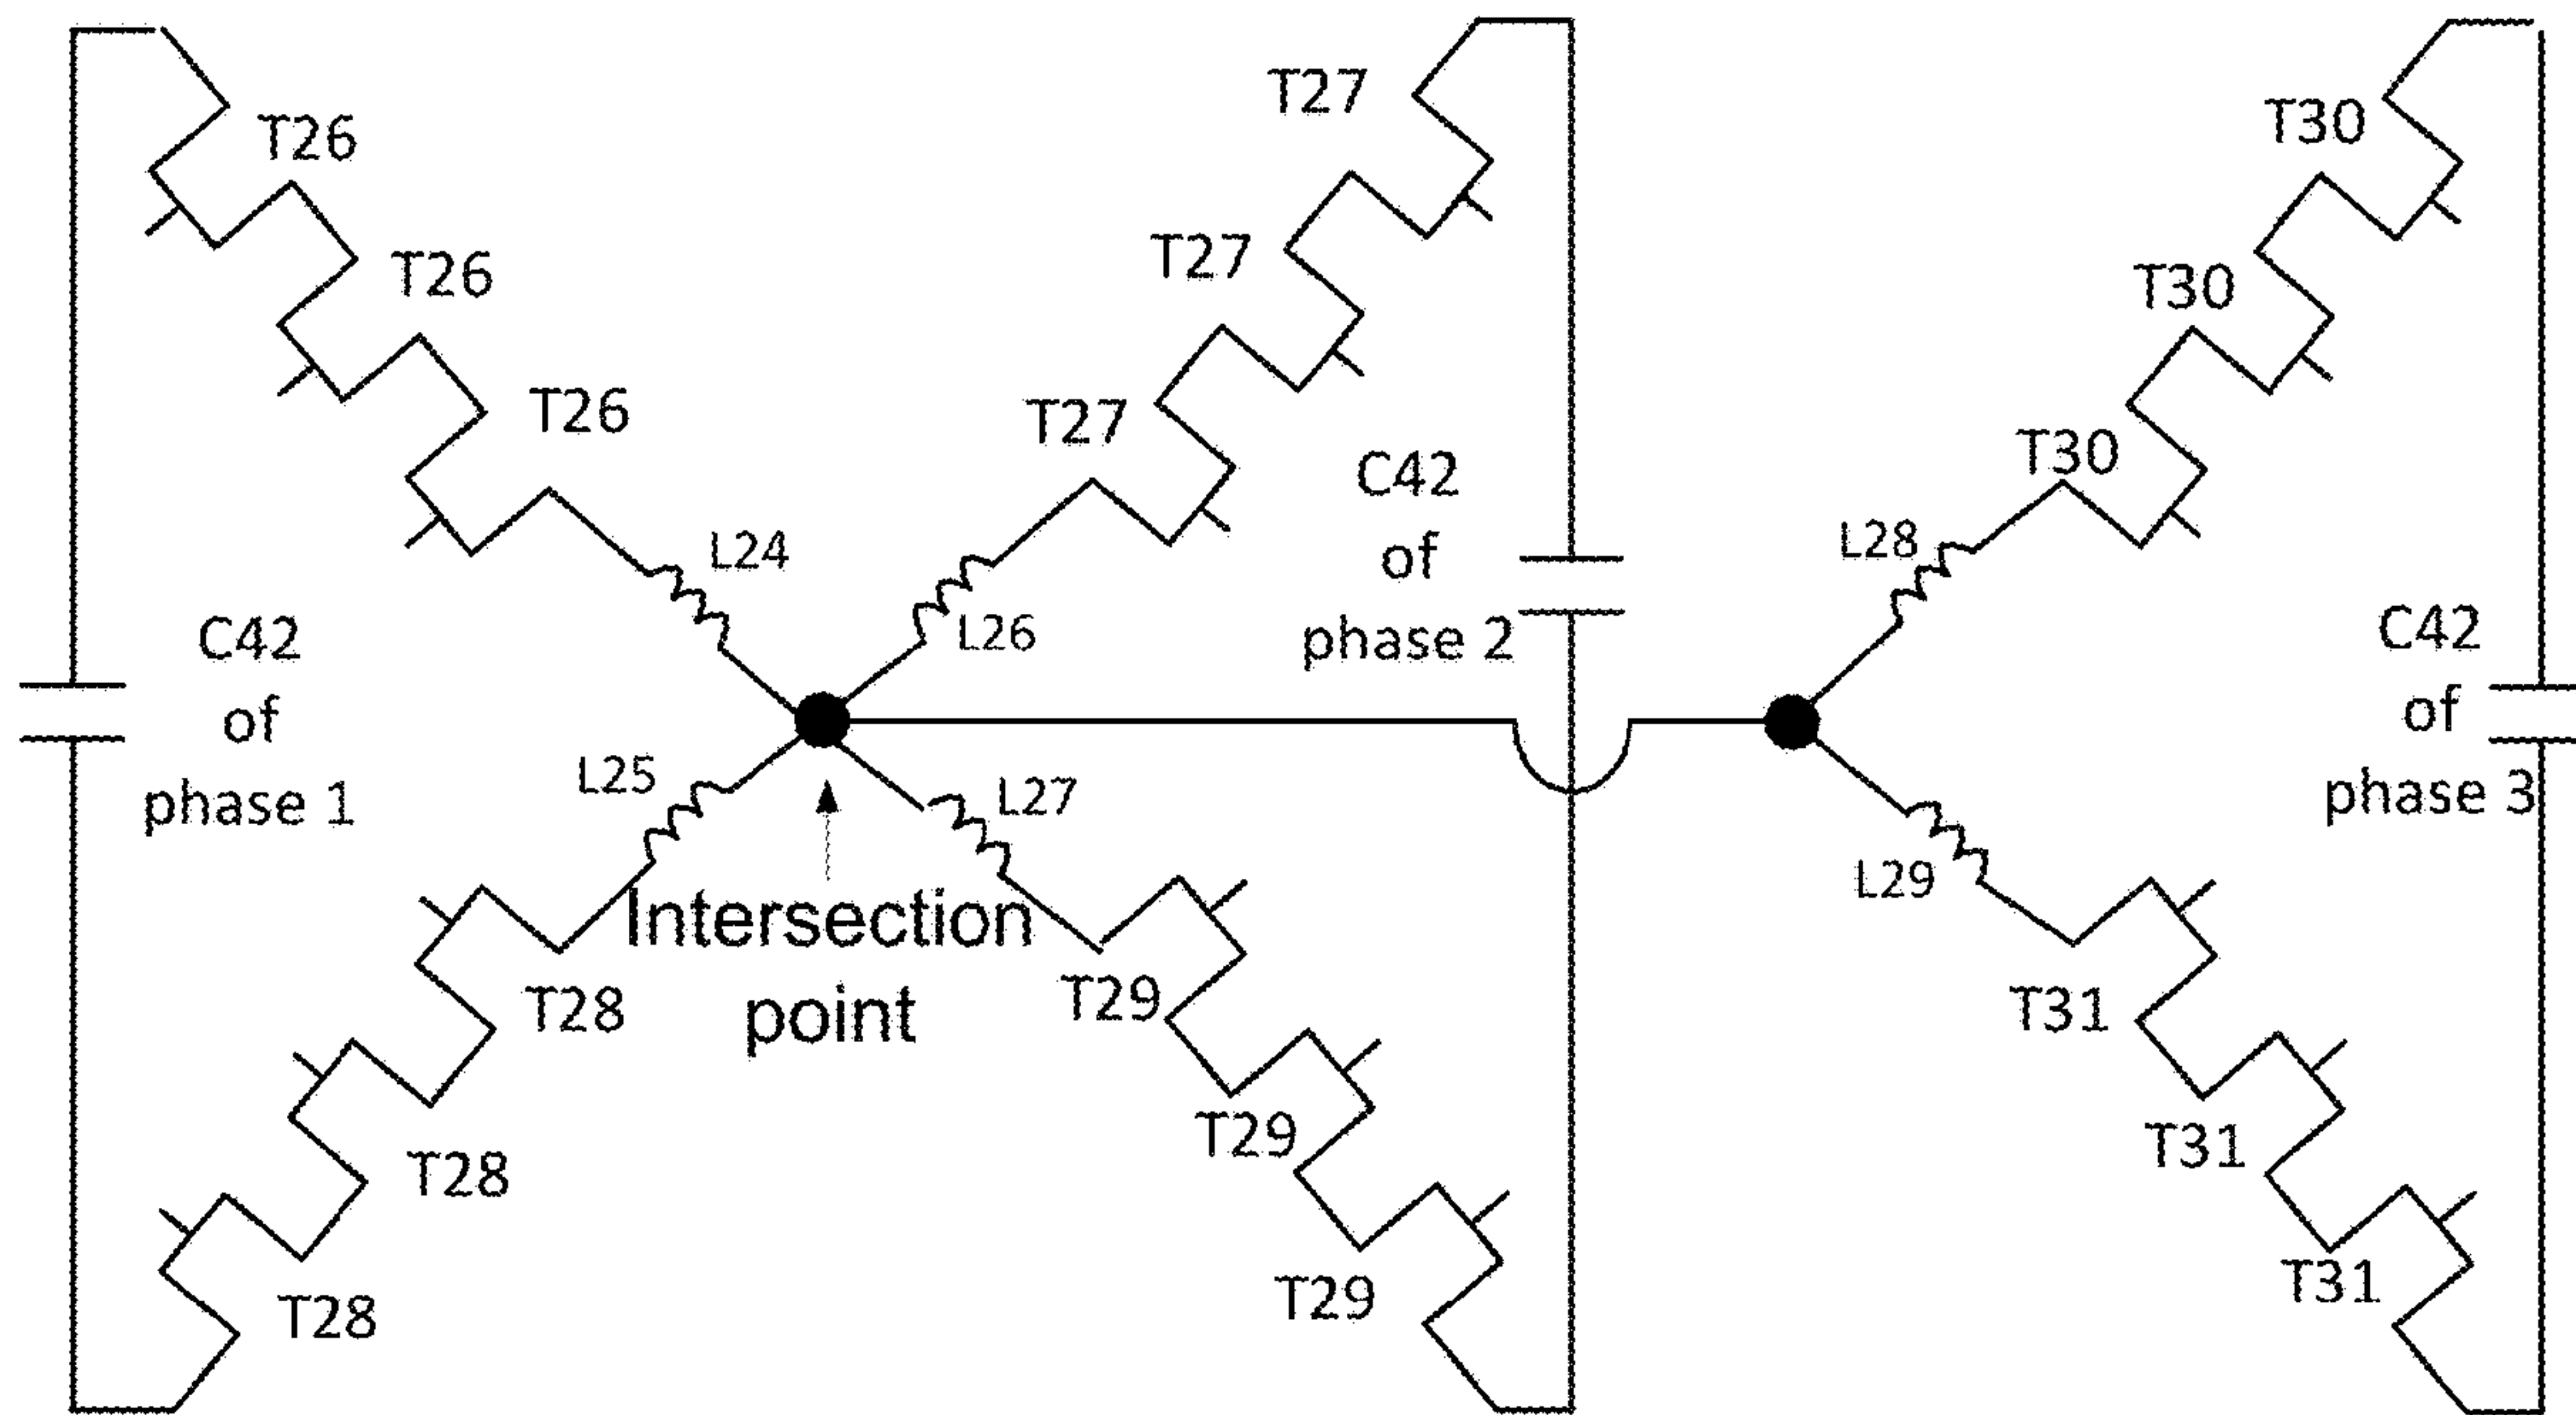 T26
T26
T26
L24
C42
of
phase 1
L25
T28
T28
T28
T27
T27
T27
L26
C42
of
phase 2
L27
Intersection
point
T29
T29
T29
T30
T30
T30
L28
C42
of
phase 3
L29
T31
T31
T31